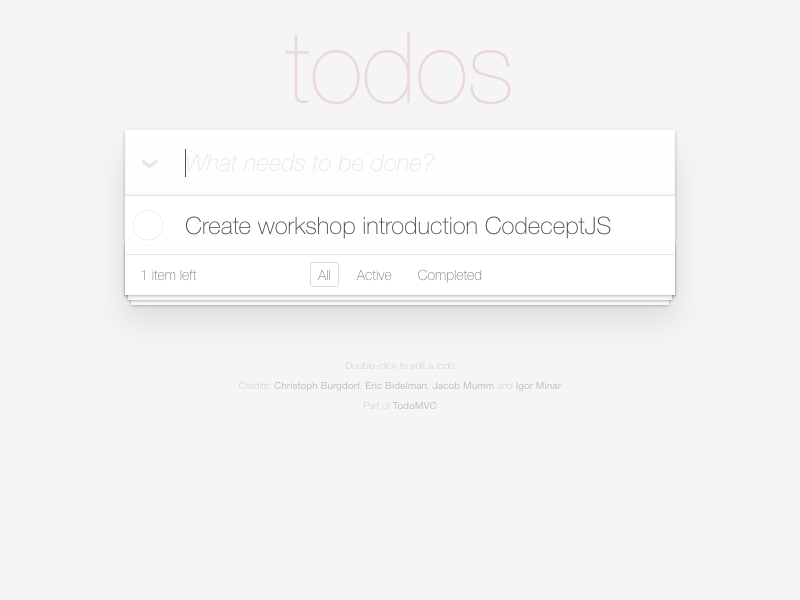 todos
What needs to be done?
Create workshop introduction CodeceptJS
1 item left All Active Completed
Double-click to edit a todo
Credits: Christoph Burgdorf, Eric Bidelman, Jacob Mumm and Igor Minar
Part of TodoMVC